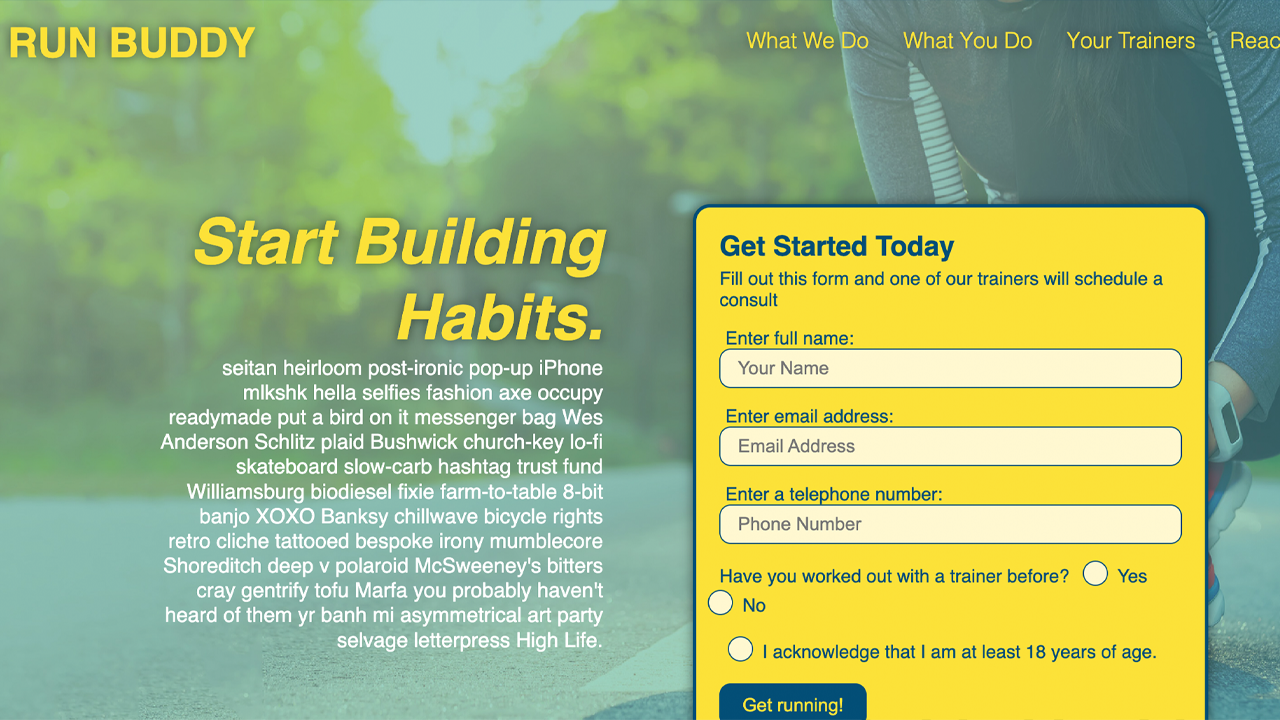 RUN BUDDY
What We Do What You Do Your Trainers Reac
Start Building
Habits.
seitan heirloom post-ironic pop-up iPhone
mlkshk hella selfies fashion axe occupy
readymade put a bird on it messenger bag Wes
Anderson Schlitz plaid Bushwick church-key lo-fi
skateboard slow-carb hashtag trust fund
Williamsburg biodiesel fixie farm-to-table 8-bit
banjo XOXO Banksy chillwave bicycle rights
retro cliche tattooed bespoke irony mumblecore
Shoreditch deep v polaroid McSweeney's bitters
cray gentrify tofu Marfa you probably haven't
heard of them yr banh mi asymmetrical art party
selvage letterpress High Life.
Get Started Today
Fill out this form and one of our trainers will schedule a
consult
Enter full name:
Your Name
Enter email address:
Email Address
Enter a telephone number:
Phone Number
Have you worked out with a trainer before? Yes
No
I acknowledge that I am at least 18 years of age.
Get running!